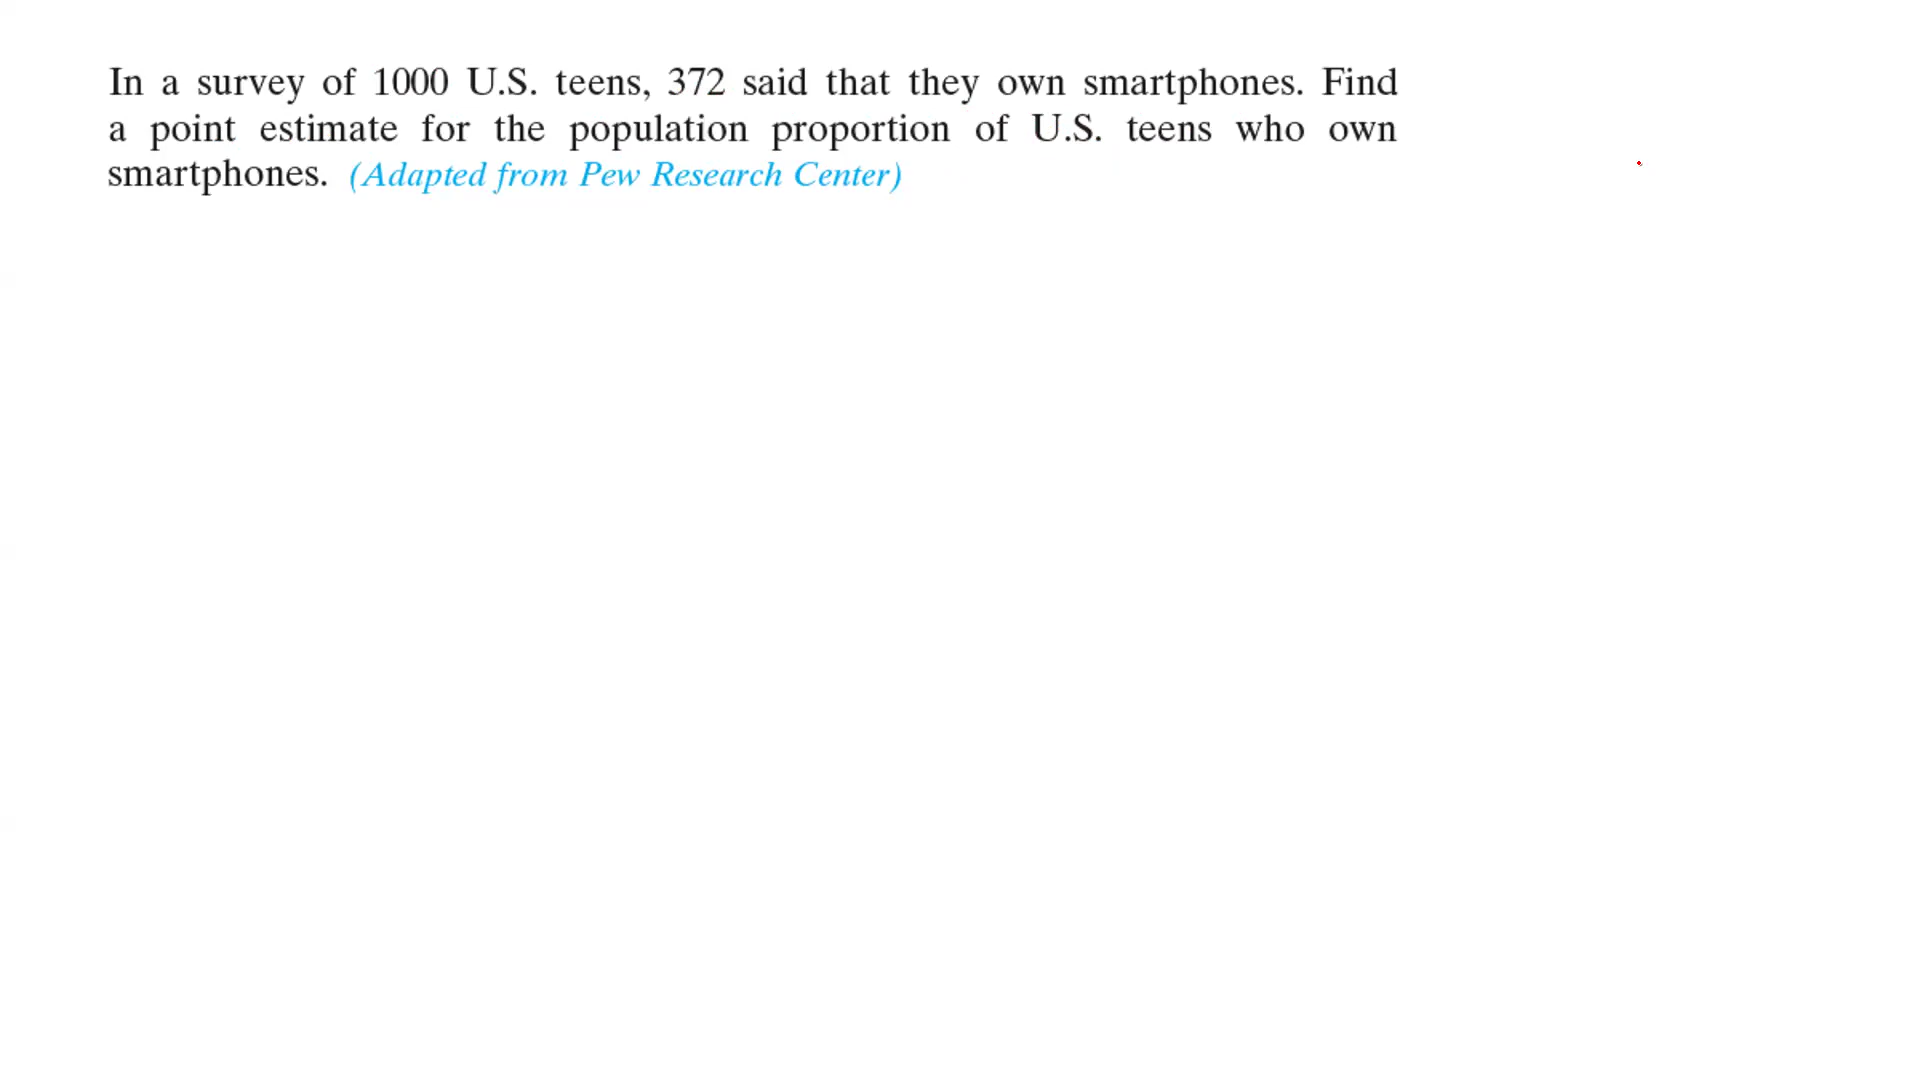 In a survey of 1000 U.S. teens, 372 said that they own smartphones. Find
a point estimate for the population proportion of U.S. teens who own
smartphones. (Adapted from Pew Research Center)